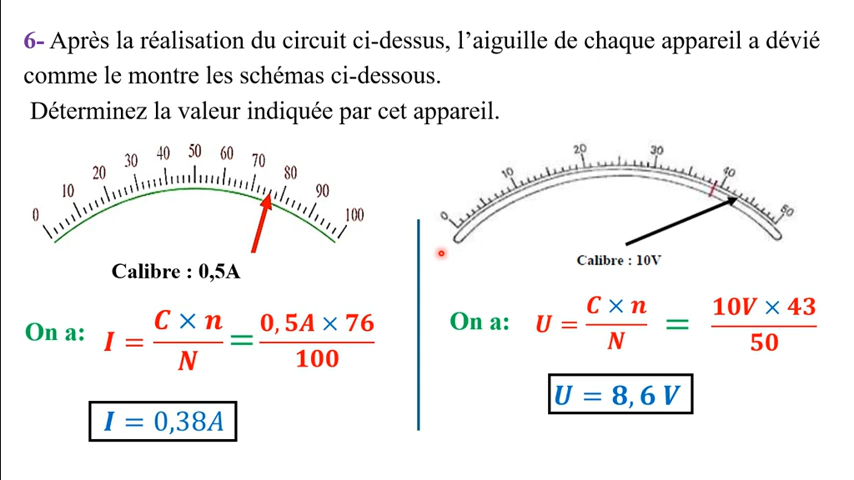 6- Après la réalisation du circuit ci-dessus, l’aiguille de chaque appareil a dévié
comme le montre les schémas ci-dessous.
Déterminez la valeur indiquée par cet appareil.
0 10 20 30 40 50 60 70 80 90 100
Calibre : 0,5A
On a: I = C × n / N = 0,5A × 76 / 100
I = 0,38A
0 10 20 30 40 50
Calibre : 10V
On a: U = C × n / N = 10V × 43 / 50
U = 8,6 V